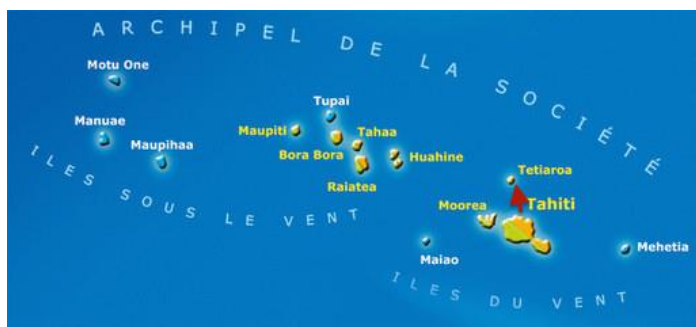 ARCHIPEL DE LA SOCIÉTÉ
Motu One
Tupai
Manuae
Maupiti
Tahaa
Maupihaa
Bora Bora
Huahine
Raiatea
Tetiaroa
Moorea
Tahiti
ILES SOUS LE VENT
Maiao
Mehetia
ILES DU VENT